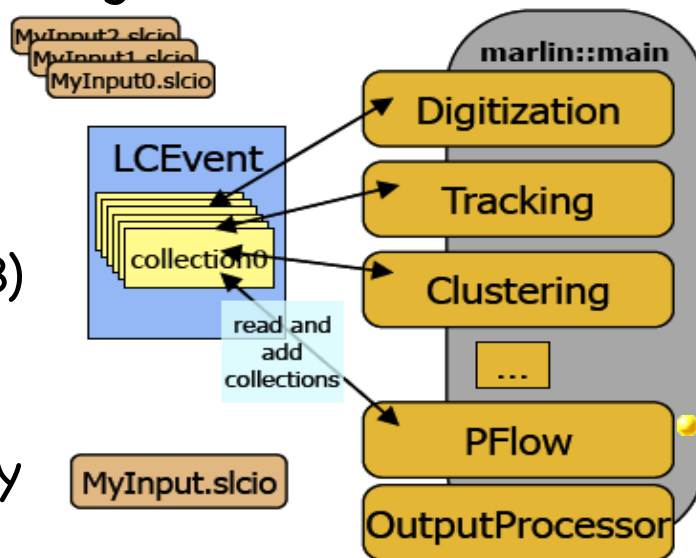 g
MyInput2.slcio
MyInput1.slcio
MyInput0.slcio
marlin::main
LCEvent
collection0
read and
add
collections
Digitization
Tracking
Clustering
...
PFlow
OutputProcessor
3)
y
MyInput.slcio